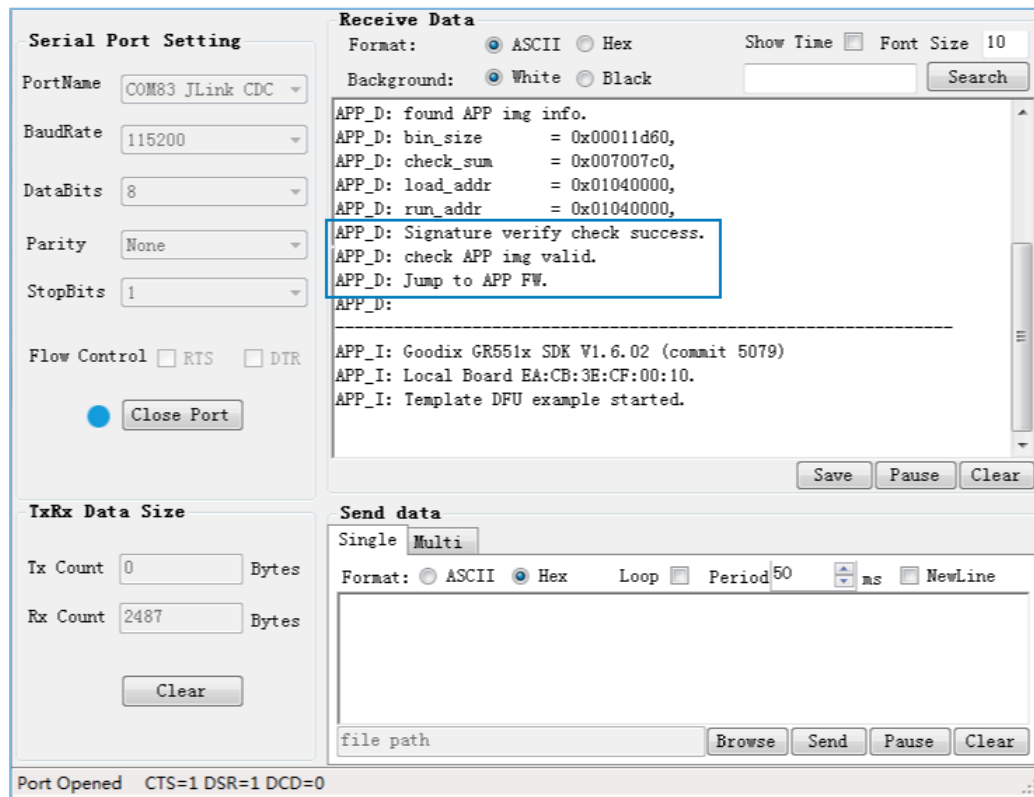 Serial Port Setting
PortName COM83 JLink CDC
BaudRate 115200
DataBits 8
Parity None
StopBits 1
Flow Control RTS DTR
Close Port
Receive Data
Format: ASCII Hex Show Time Font Size 10
Background: White Black Search
APP_D: found APP img info.
APP_D: bin_size = 0x00011d60,
APP_D: check_sum = 0x007007c0,
APP_D: load_addr = 0x01040000,
APP_D: run_addr = 0x01040000,
APP_D: Signature verify check success.
APP_D: check APP img valid.
APP_D: Jump to APP FW.
APP_D:
--------------------------------------------------------------
APP_I: Goodix GR551x SDK V1.6.02 (commit 5079)
APP_I: Local Board EA:CB:3E:CF:00:10.
APP_I: Template DFU example started.
Save Pause Clear
TxRx Data Size
Tx Count 0 Bytes
Rx Count 2487 Bytes
Clear
Send data
Single Multi
Format: ASCII Hex Loop Period 50 ms NewLine
file path Browse Send Pause Clear
Port Opened CTS=1 DSR=1 DCD=0